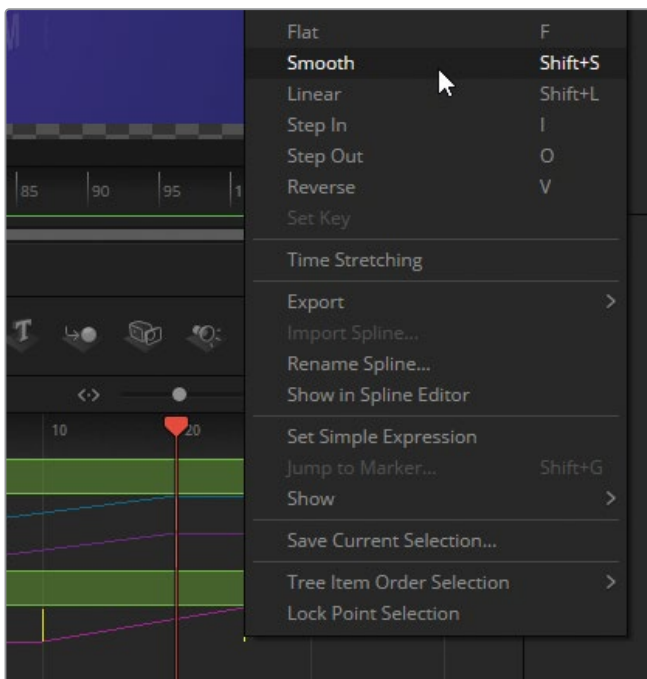 Flat F
Smooth Shift+S
Linear Shift+L
Step In I
Step Out O
Reverse V
Set Key
Time Stretching
Export >
Import Spline...
Rename Spline...
Show in Spline Editor
Set Simple Expression
Jump to Marker... Shift+G
Show >
Save Current Selection...
Tree Item Order Selection >
Lock Point Selection
85 90 95 1
T
10 20